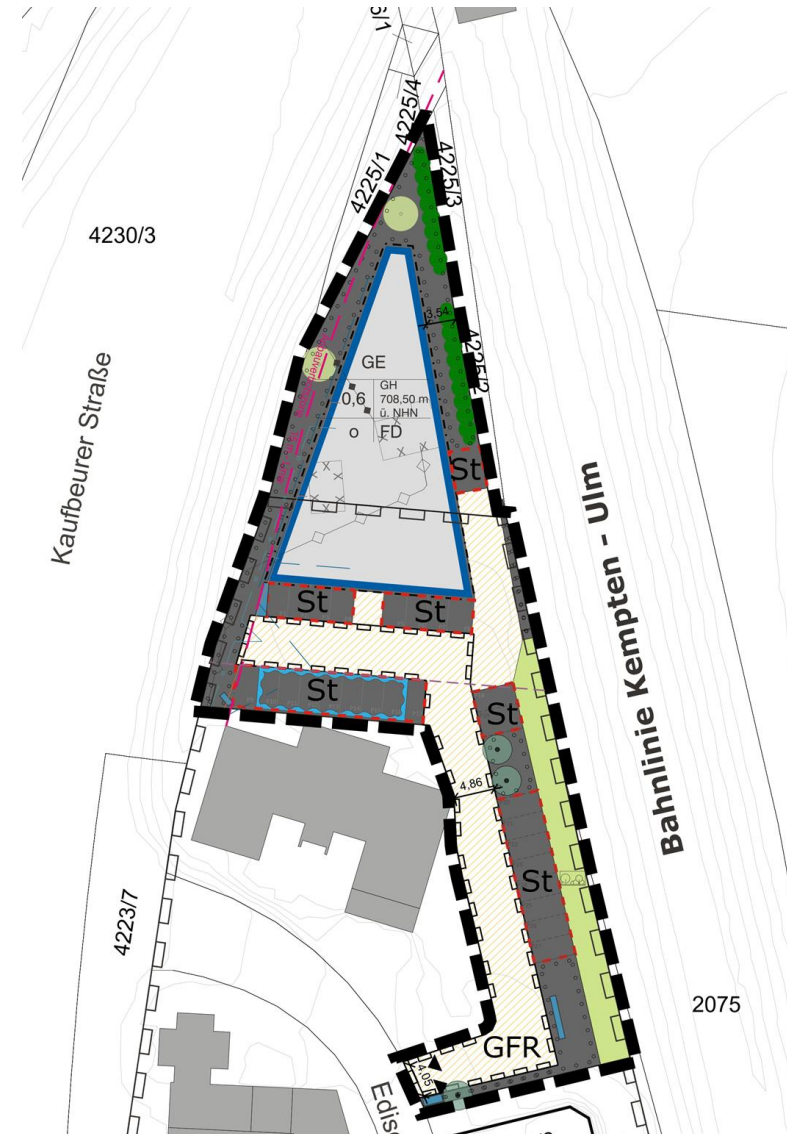 4225/4
4225/1
4225/3
4230/3
3,54
4225/2
GE
0,6
GH
708,50 m
ü. NHN
o
FD
Kaufbeurer Straße
St
Bahnlinie Kempten - Ulm
St
St
St
St
4,86
St
4223/7
2075
GFR
4,05